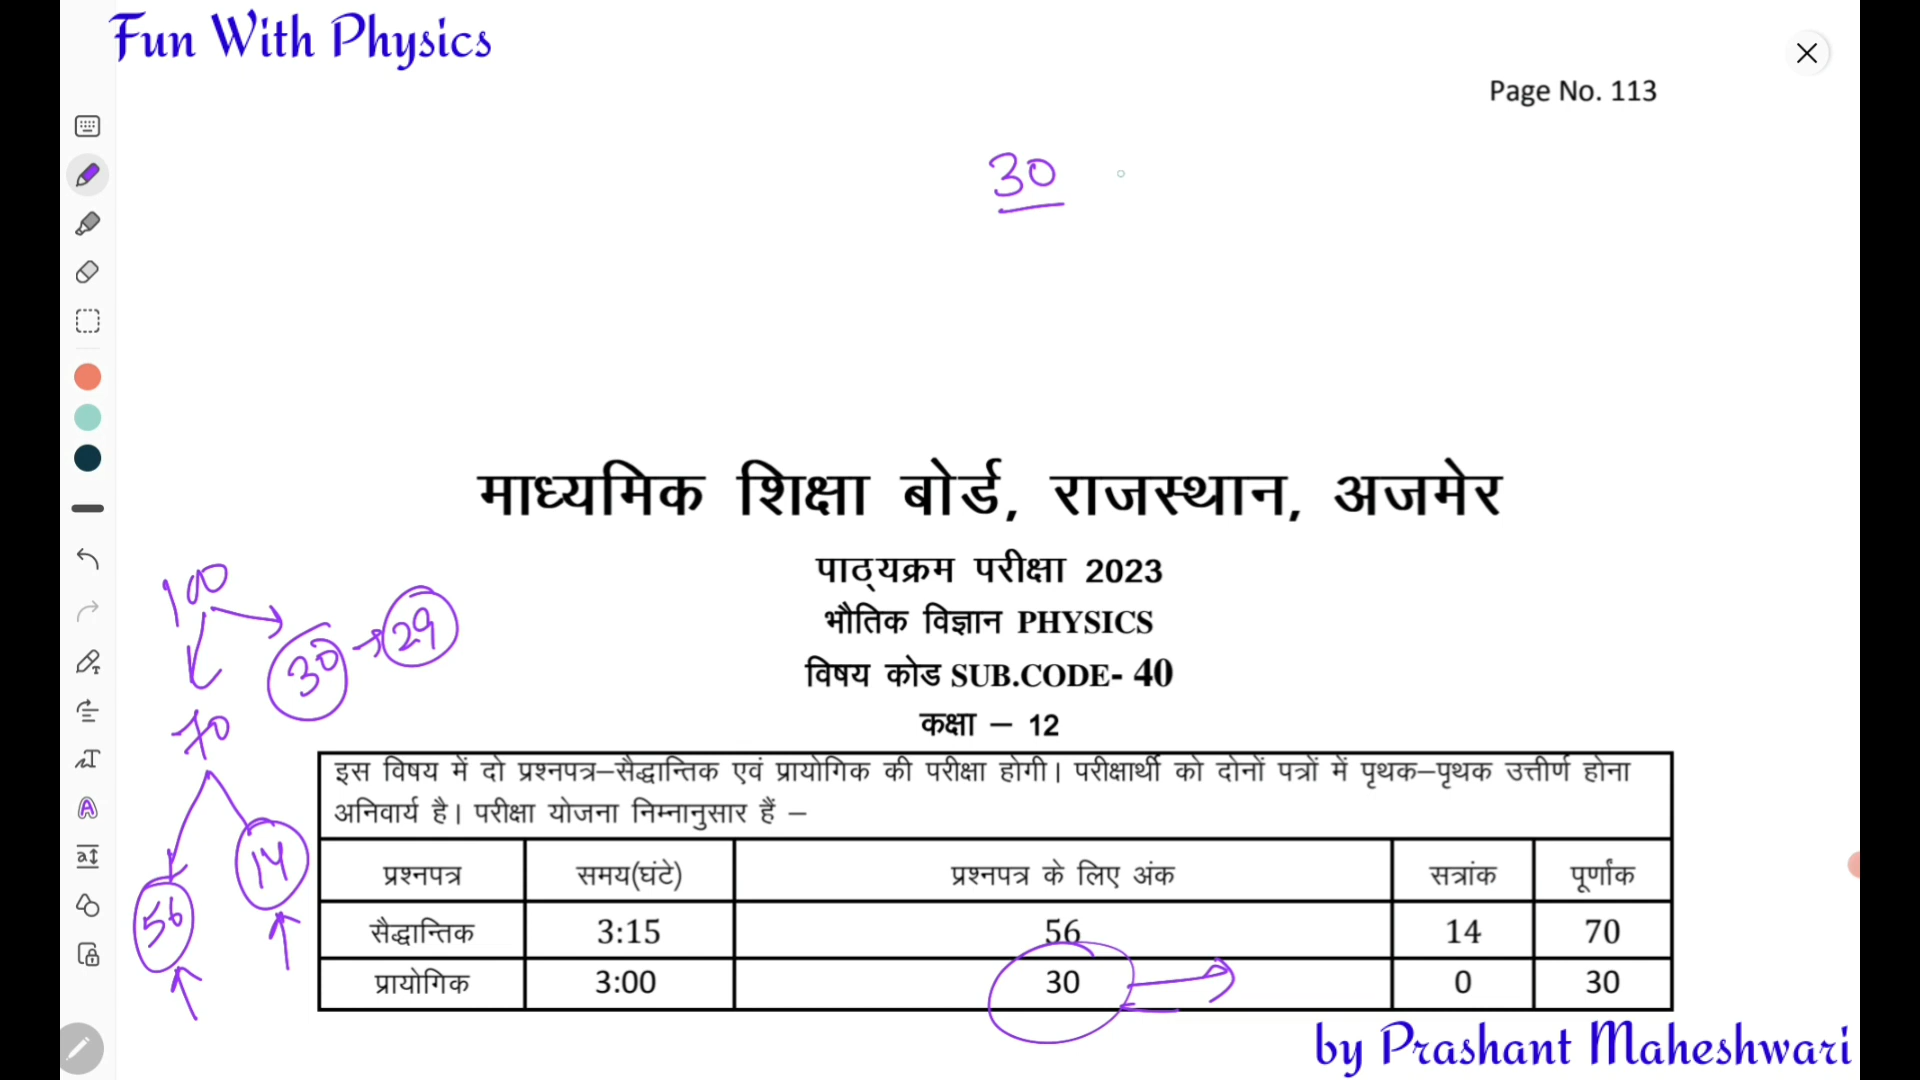 Fun With Physics
Page No. 113
30
माध्यमिक शिक्षा बोर्ड, राजस्थान, अजमेर
पाठ्यक्रम परीक्षा 2023
भौतिक विज्ञान PHYSICS
विषय कोड SUB.CODE- 40
कक्षा – 12
100
30 → 29
70
56 14
इस विषय में दो प्रश्नपत्र–सैद्धान्तिक एवं प्रायोगिक की परीक्षा होगी। परीक्षार्थी को दोनों पत्रों में पृथक–पृथक उत्तीर्ण होना
अनिवार्य है। परीक्षा योजना निम्नानुसार हैं –
प्रश्नपत्र समय(घंटे) प्रश्नपत्र के लिए अंक सत्रांक पूर्णांक
सैद्धान्तिक 3:15 56 14 70
प्रायोगिक 3:00 30 0 30
by Prashant Maheshwari